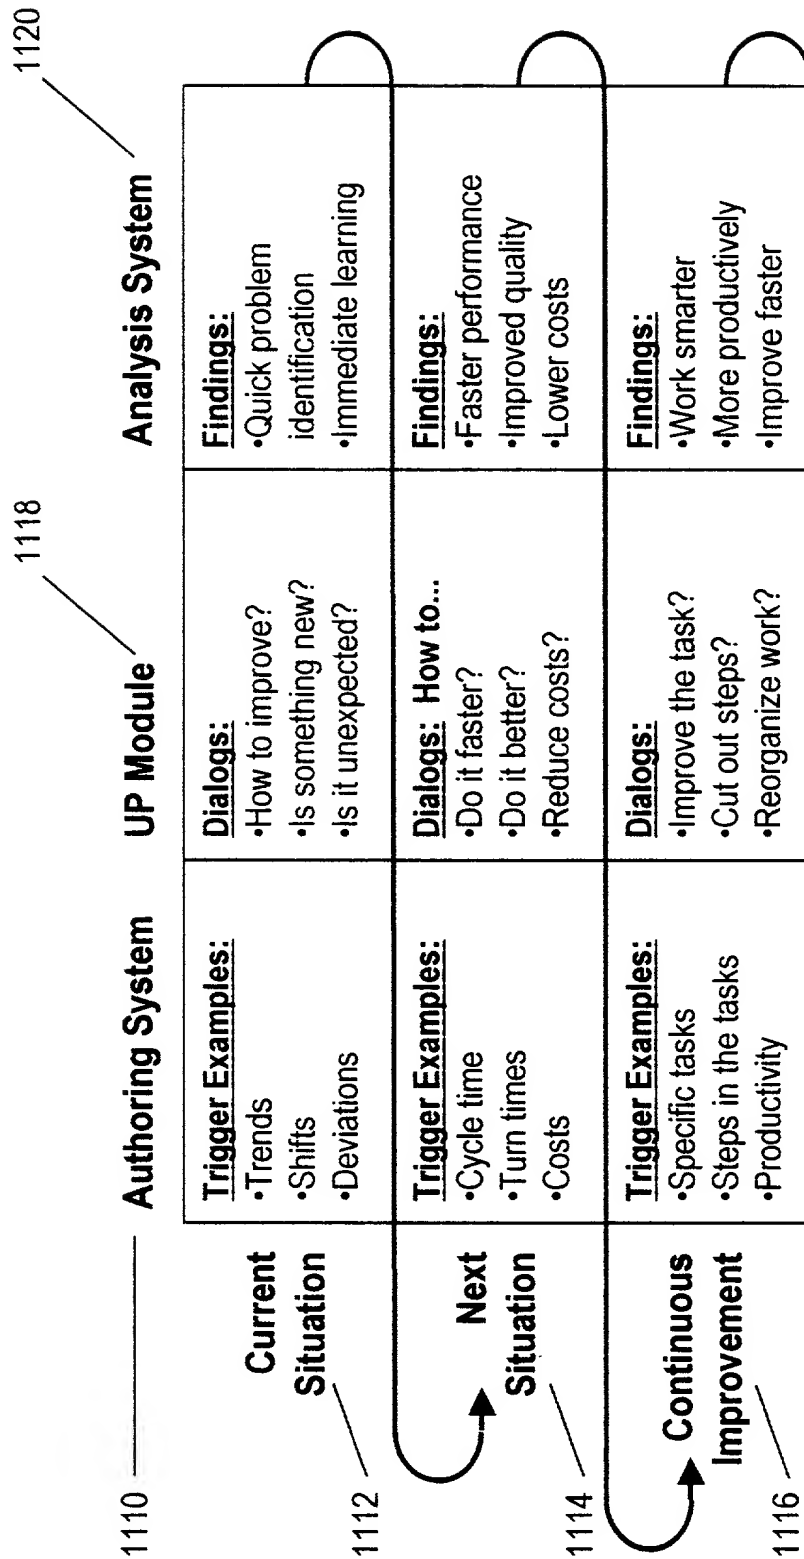 1110
1118
1120
Authoring System
UP Module
Analysis System
1112
Current
Situation
Trigger Examples:
•Trends
•Shifts
•Deviations
Dialogs:
•How to improve?
•Is something new?
•Is it unexpected?
Findings:
•Quick problem
identification
•Immediate learning
1114
Next
Situation
Trigger Examples:
•Cycle time
•Turn times
•Costs
Dialogs: How to...
•Do it faster?
•Do it better?
•Reduce costs?
Findings:
•Faster performance
•Improved quality
•Lower costs
1116
Continuous
Improvement
Trigger Examples:
•Specific tasks
•Steps in the tasks
•Productivity
Dialogs:
•Improve the task?
•Cut out steps?
•Reorganize work?
Findings:
•Work smarter
•More productively
•Improve faster